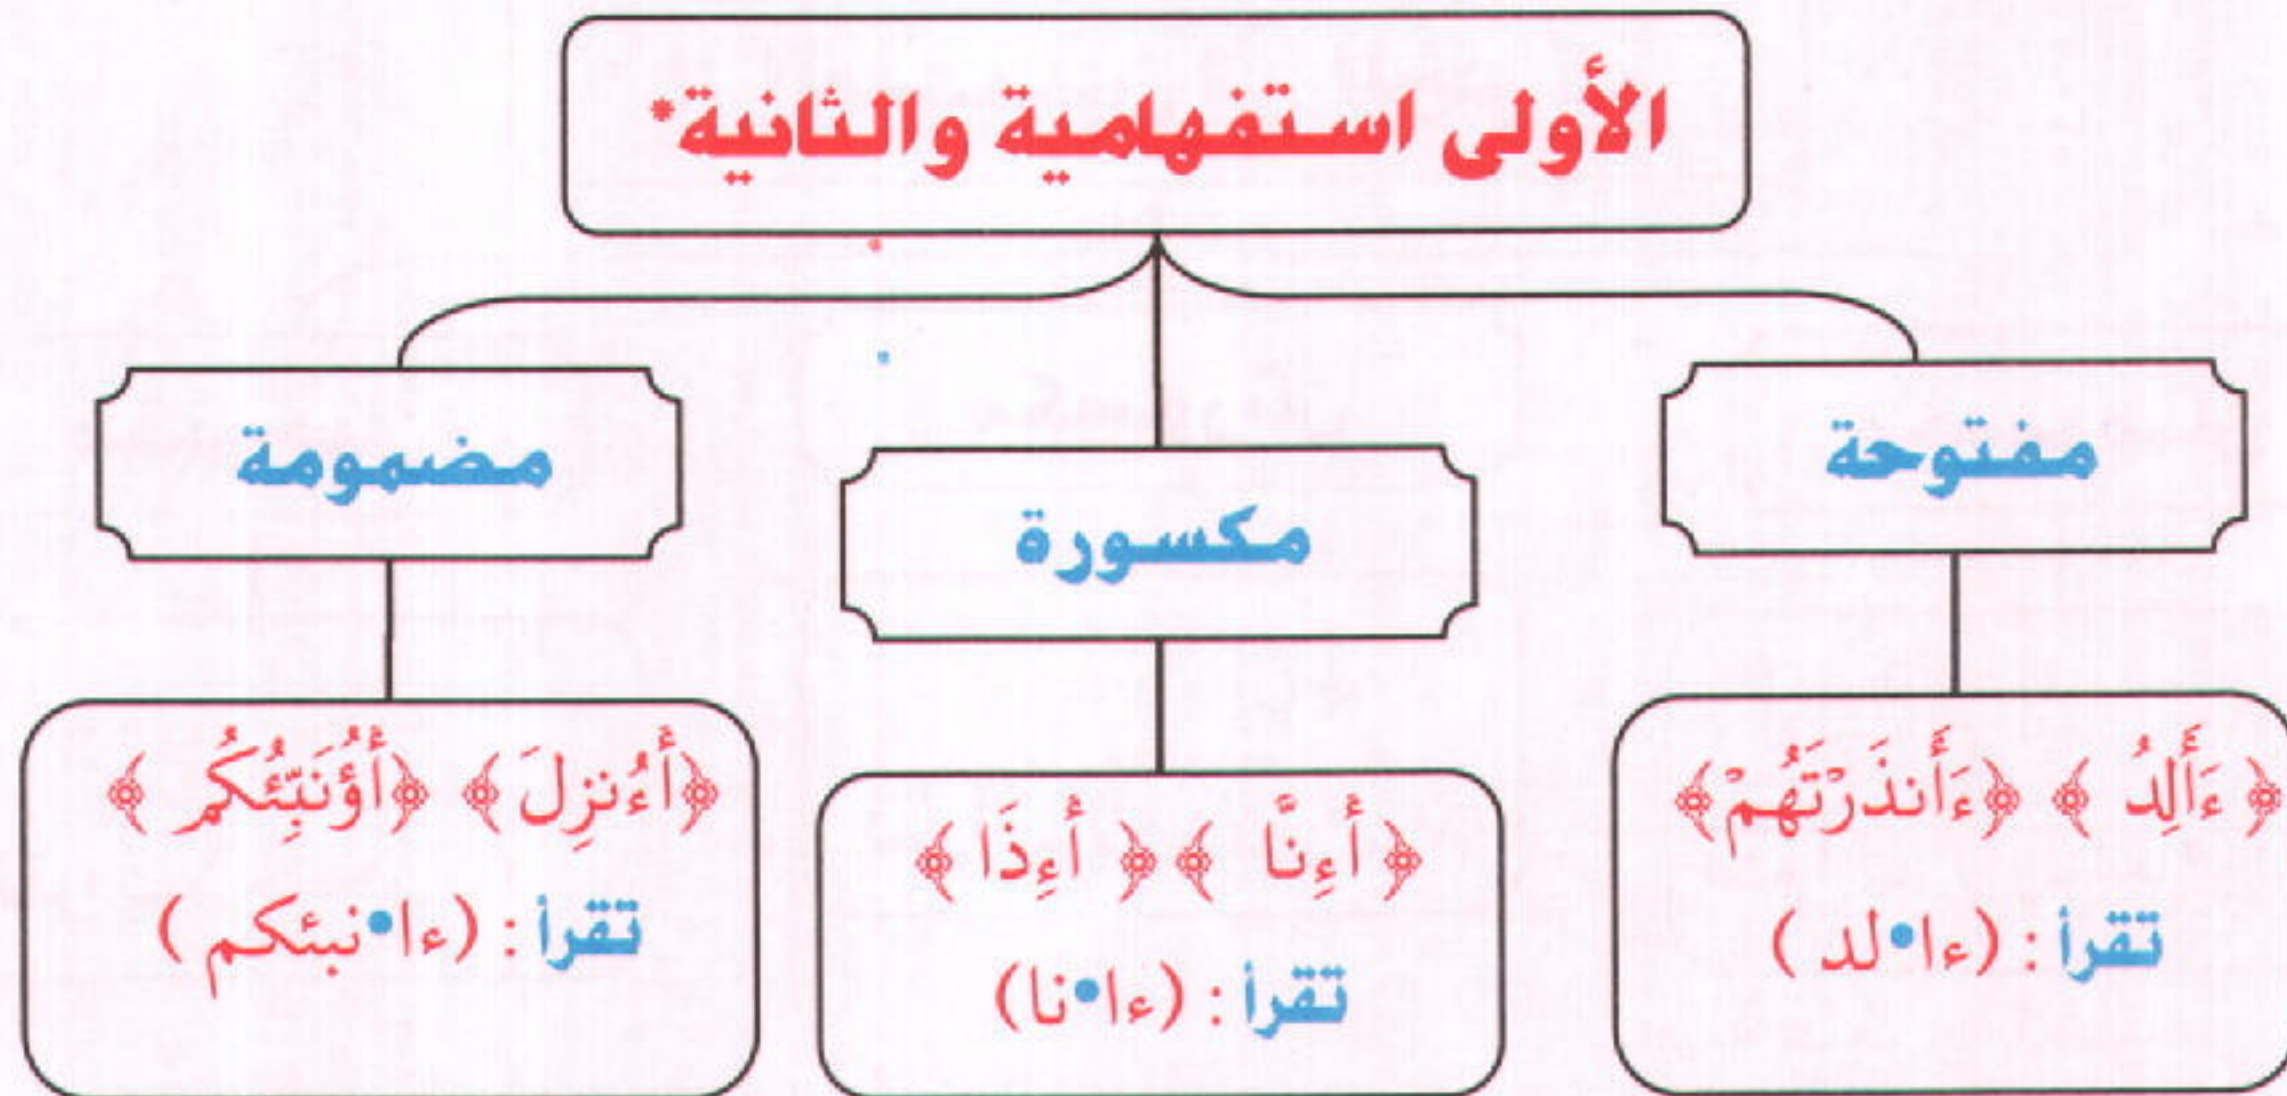 الأولى استفهامية والثانية*
مفتوحة
﴿ءَأَلِدُ﴾ ﴿ءَأَنذَرْتَهُمْ﴾
تقرأ : (ءا•لد)
مكسورة
﴿أَءِنَّا﴾ ﴿أَءِذَا﴾
تقرأ : (ءا•نا)
مضمومة
﴿أَءُنزِلَ﴾ ﴿أَؤُنَبِّئُكُم﴾
تقرأ : (ءا•نبئكم)